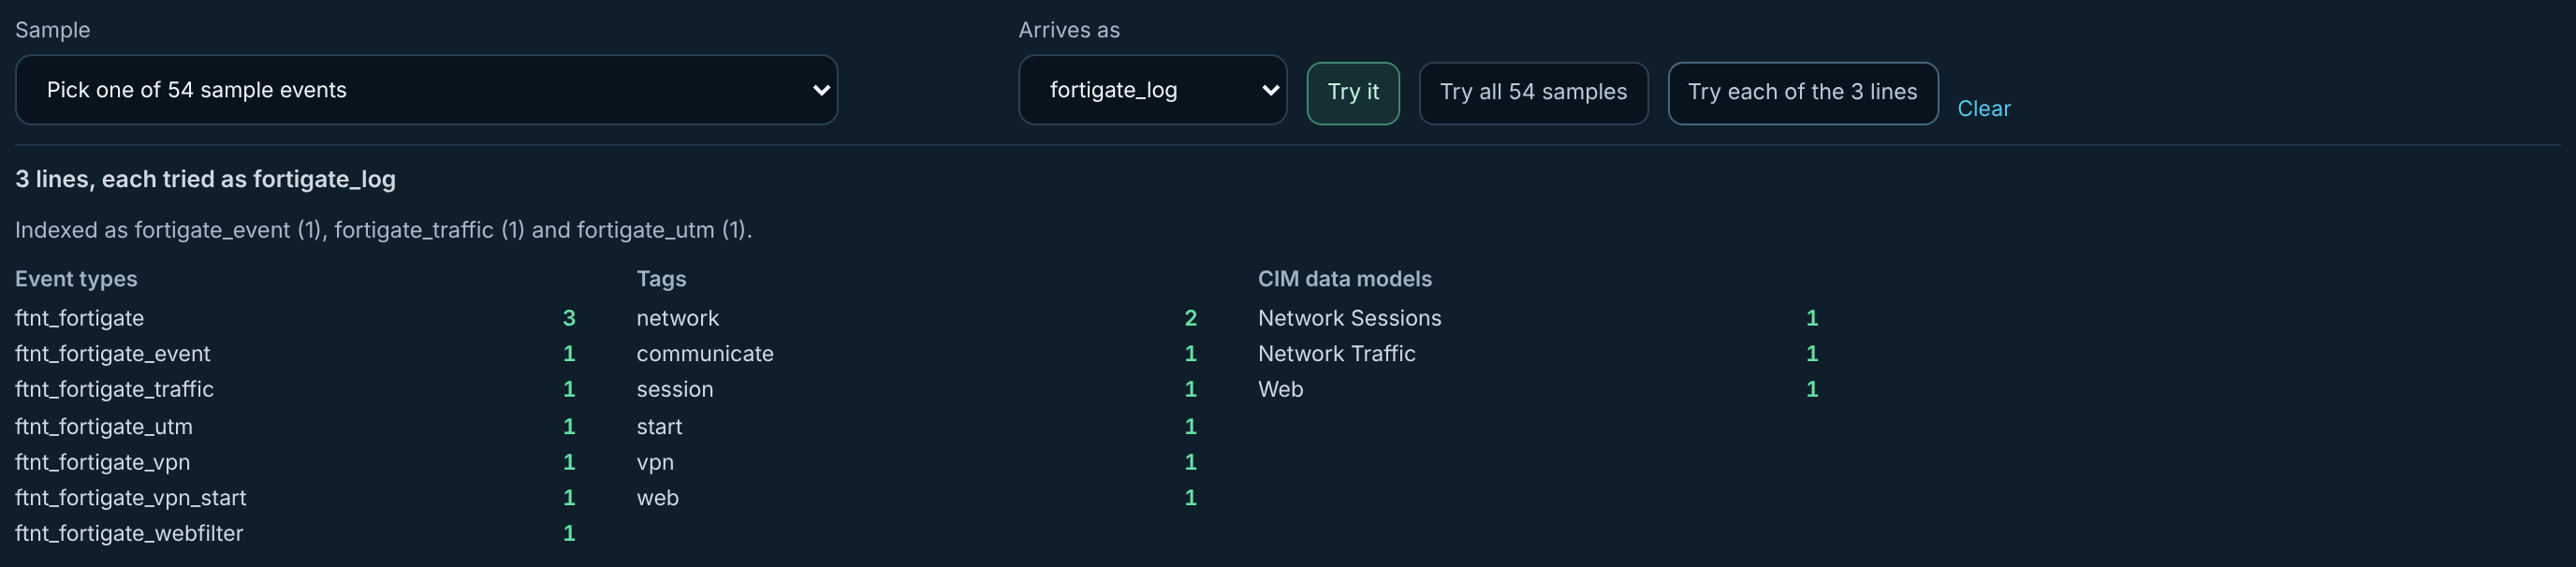 Sample
Arrives as
Pick one of 54 sample events
fortigate_log
Try it
Try all 54 samples
Try each of the 3 lines
Clear
3 lines, each tried as fortigate_log
Indexed as fortigate_event (1), fortigate_traffic (1) and fortigate_utm (1).
Event types
ftnt_fortigate 3
ftnt_fortigate_event 1
ftnt_fortigate_traffic 1
ftnt_fortigate_utm 1
ftnt_fortigate_vpn 1
ftnt_fortigate_vpn_start 1
ftnt_fortigate_webfilter 1
Tags
network 2
communicate 1
session 1
start 1
vpn 1
web 1
CIM data models
Network Sessions 1
Network Traffic 1
Web 1